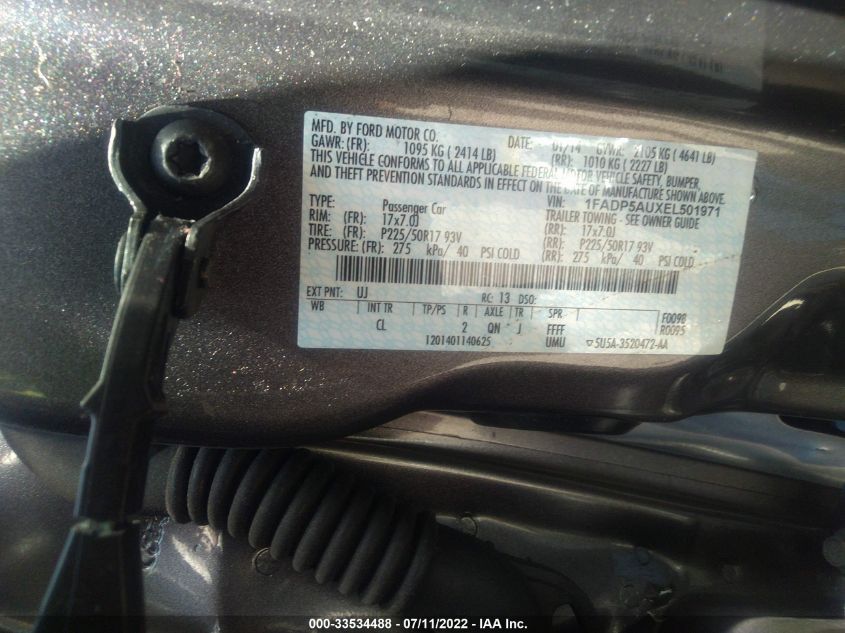 MFD. BY FORD MOTOR CO. DATE: 01/14 GVWR: 2105 KG ( 4641 LB)
GAWR: (FR): 1095 KG ( 2414 LB) (RR): 1010 KG ( 2227 LB)
THIS VEHICLE CONFORMS TO ALL APPLICABLE FEDERAL MOTOR VEHICLE SAFETY, BUMPER,
AND THEFT PREVENTION STANDARDS IN EFFECT ON THE DATE OF MANUFACTURE SHOWN ABOVE.
VIN: 1FADP5AUXEL501971
TYPE: Passenger Car TRAILER TOWING - SEE OWNER GUIDE
RIM: (FR): 17x7.0J (RR): 17x7.0J
TIRE: (FR): P225/50R17 93V (RR): P225/50R17 93V
PRESSURE: (FR): 275 kPa/ 40 PSI COLD (RR): 275 kPa/ 40 PSI COLD
EXT PNT: UJ RC: 13 DSO:
WB INT TR TP/PS R AXLE TR SPR F0098
CL 2 QN J FFFF R0095
1201401140625 UMU ▽5U5A-3520472-AA
000-33534488 - 07/11/2022 - IAA Inc.